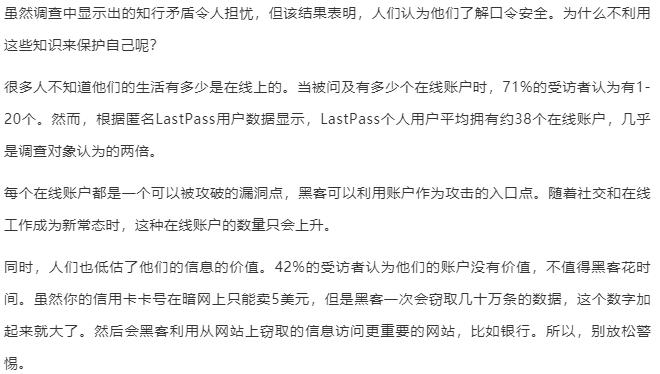 虽然调查中显示出的知行矛盾令人担忧，但该结果表明，人们认为他们了解口令安全。为什么不利用
这些知识来保护自己呢？
很多人不知道他们的生活有多少是在线上的。当被问及有多少个在线账户时，71%的受访者认为有1-
20个。然而，根据匿名LastPass用户数据显示，LastPass个人用户平均拥有约38个在线账户，几乎
是调查对象认为的两倍。
每个在线账户都是一个可以被攻破的漏洞点，黑客可以利用账户作为攻击的入口点。随着社交和在线
工作成为新常态时，这种在线账户的数量只会上升。
同时，人们也低估了他们的信息的价值。42%的受访者认为他们的账户没有价值，不值得黑客花时
间。虽然你的信用卡卡号在暗网上只能卖5美元，但是黑客一次会窃取几十万条的数据，这个数字加
起来就大了。然后会黑客利用从网站上窃取的信息访问更重要的网站，比如银行。所以，别放松警
惕。